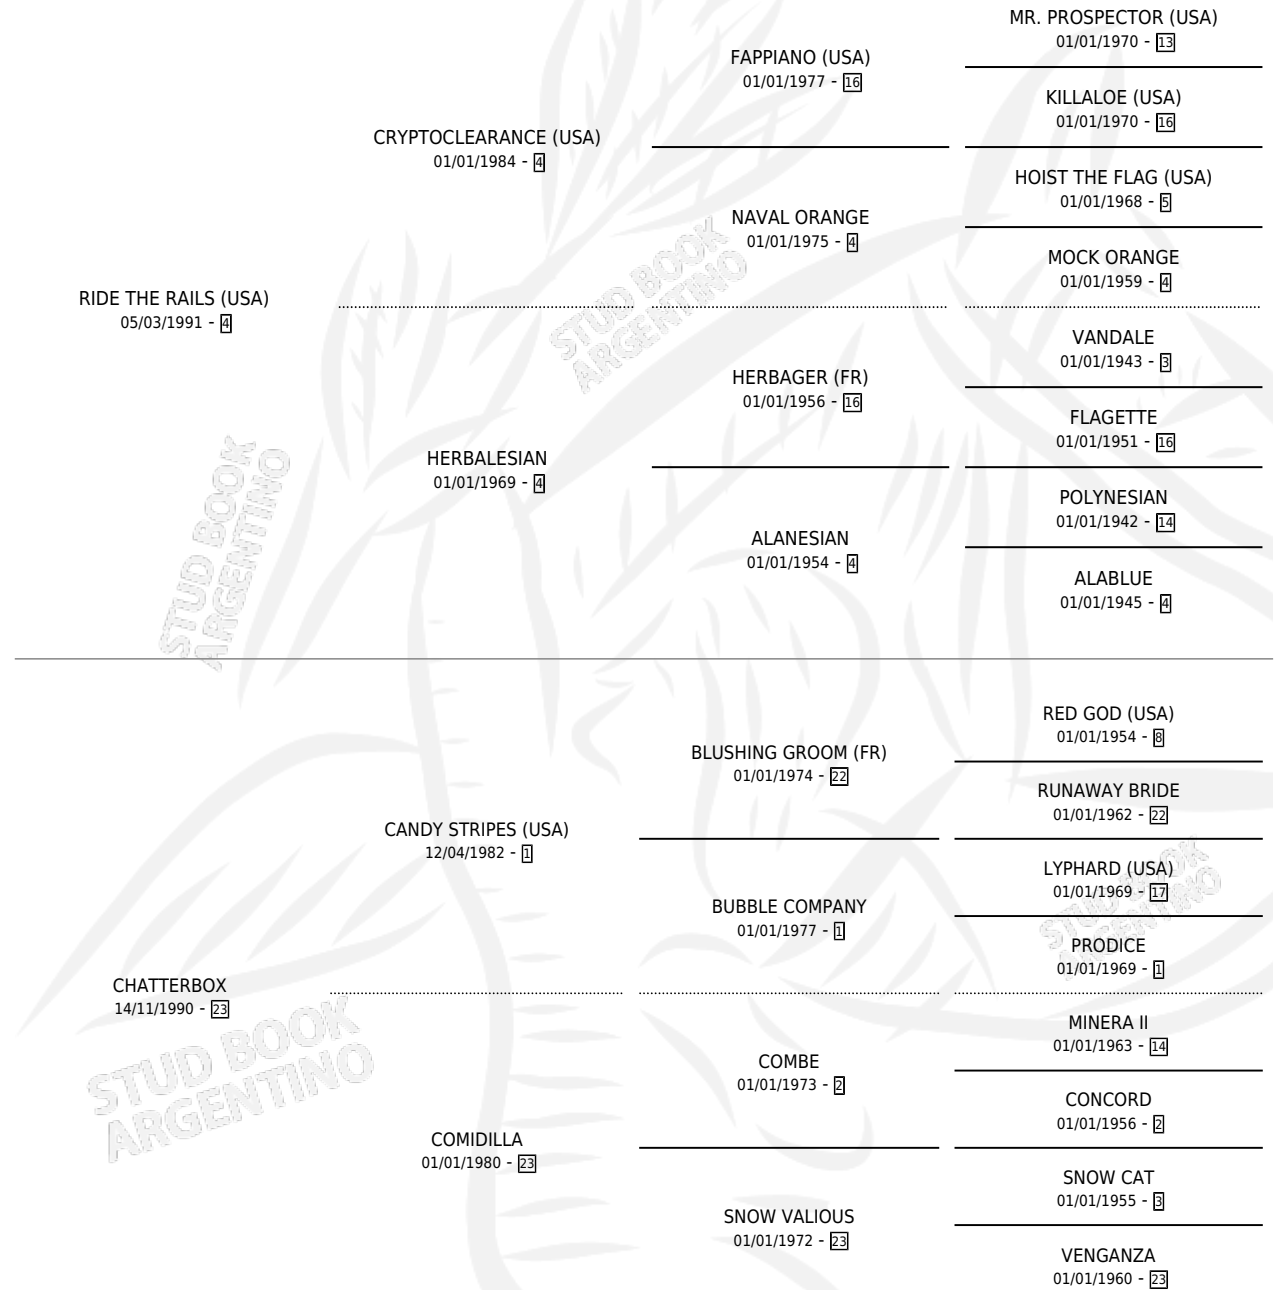 MR. PROSPECTOR (USA)
01/01/1970 - 13
FAPPIANO (USA)
01/01/1977 - 16
KILLALOE (USA)
01/01/1970 - 16
CRYPTOCLEARANCE (USA)
01/01/1984 - 4
HOIST THE FLAG (USA)
01/01/1968 - 5
NAVAL ORANGE
01/01/1975 - 4
MOCK ORANGE
01/01/1959 - 4
RIDE THE RAILS (USA)
05/03/1991 - 4
STUD BOOK
ARGENTINO
VANDALE
01/01/1943 - 3
HERBAGER (FR)
01/01/1956 - 16
FLAGETTE
01/01/1951 - 16
HERBALESIAN
01/01/1969 - 4
POLYNESIAN
01/01/1942 - 14
ALANESIAN
01/01/1954 - 4
ALABLUE
01/01/1945 - 4
STUD BOOK
ARGENTINO
RED GOD (USA)
01/01/1954 - 8
BLUSHING GROOM (FR)
01/01/1974 - 22
RUNAWAY BRIDE
01/01/1962 - 22
CANDY STRIPES (USA)
12/04/1982 - 1
LYPHARD (USA)
01/01/1969 - 17
BUBBLE COMPANY
01/01/1977 - 1
PRODICE
01/01/1969 - 1
STUD BOOK
ARGENTINO
CHATTERBOX
14/11/1990 - 23
STUD BOOK
ARGENTINO
MINERA II
01/01/1963 - 14
COMBE
01/01/1973 - 2
CONCORD
01/01/1956 - 2
COMIDILLA
01/01/1980 - 23
SNOW CAT
01/01/1955 - 3
SNOW VALIOUS
01/01/1972 - 23
VENGANZA
01/01/1960 - 23